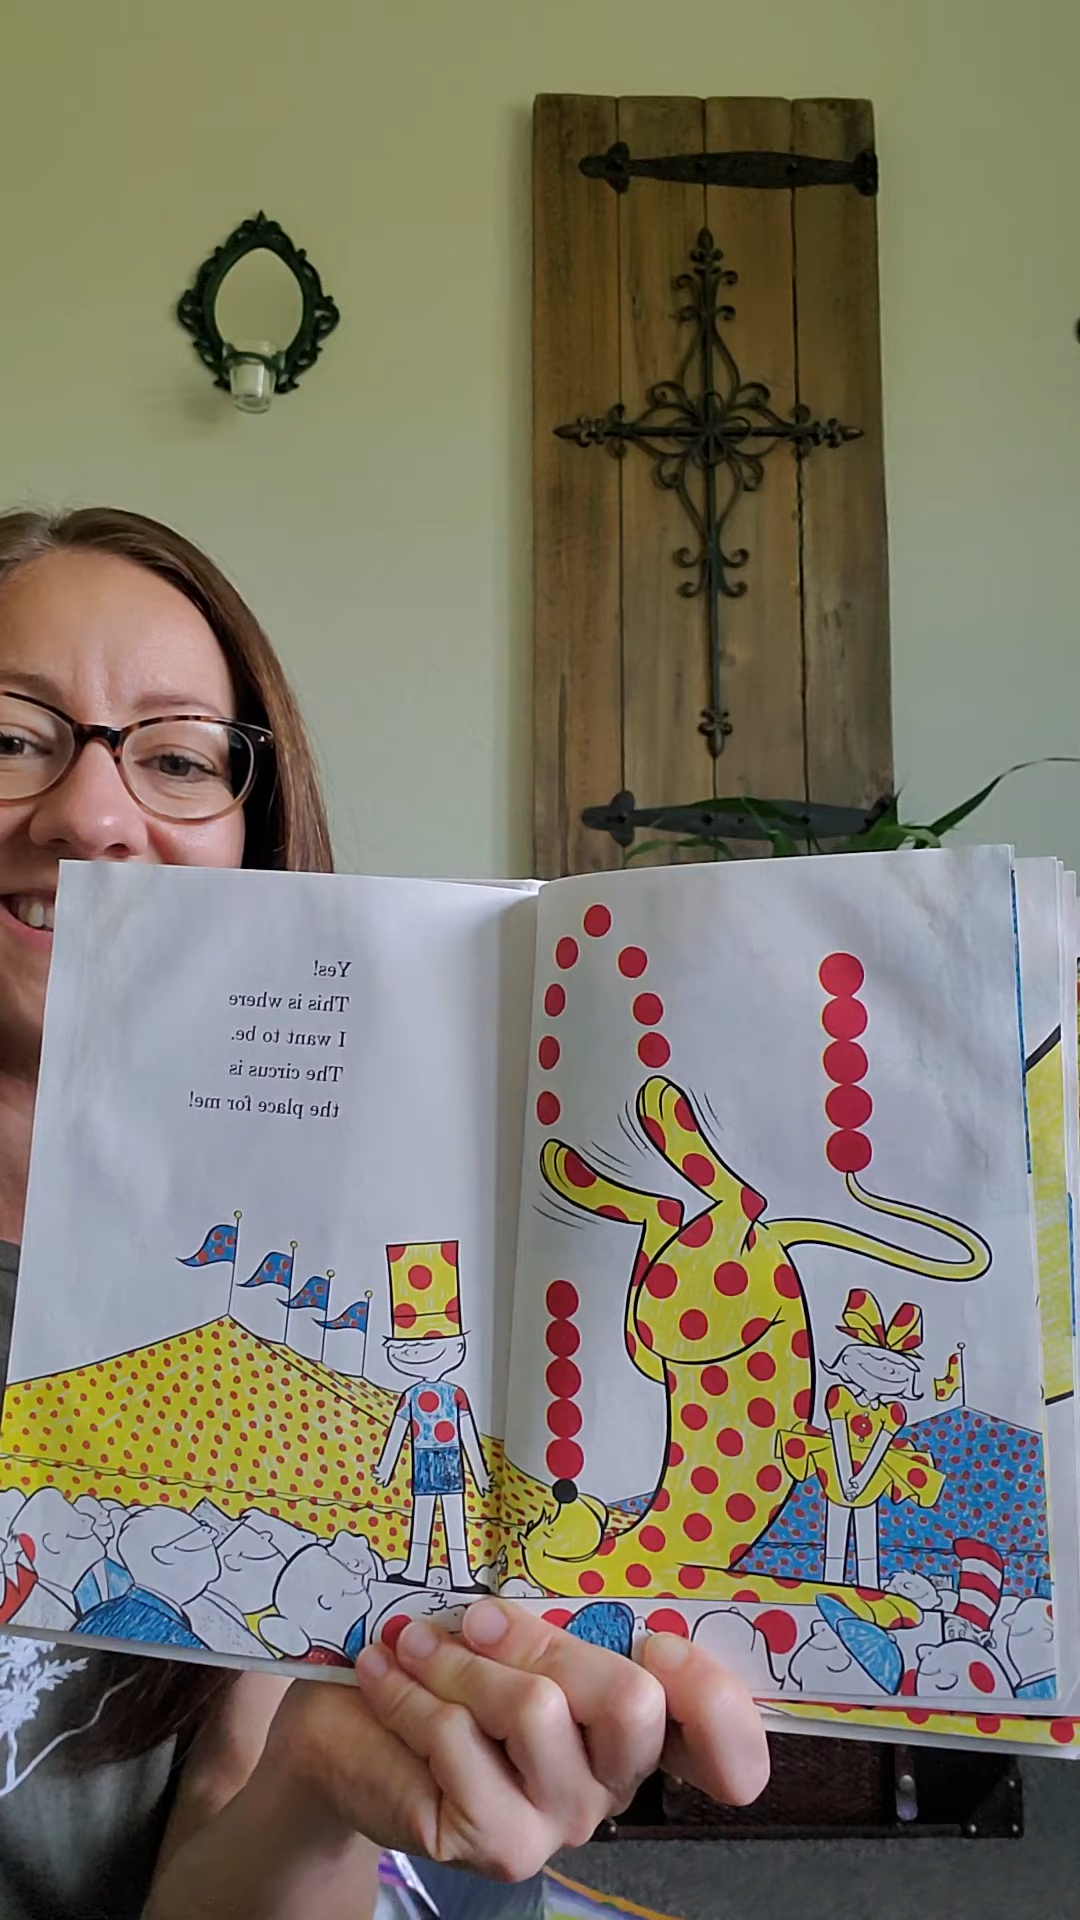 Yes!
This is where
I want to be.
The circus is
the place for me!